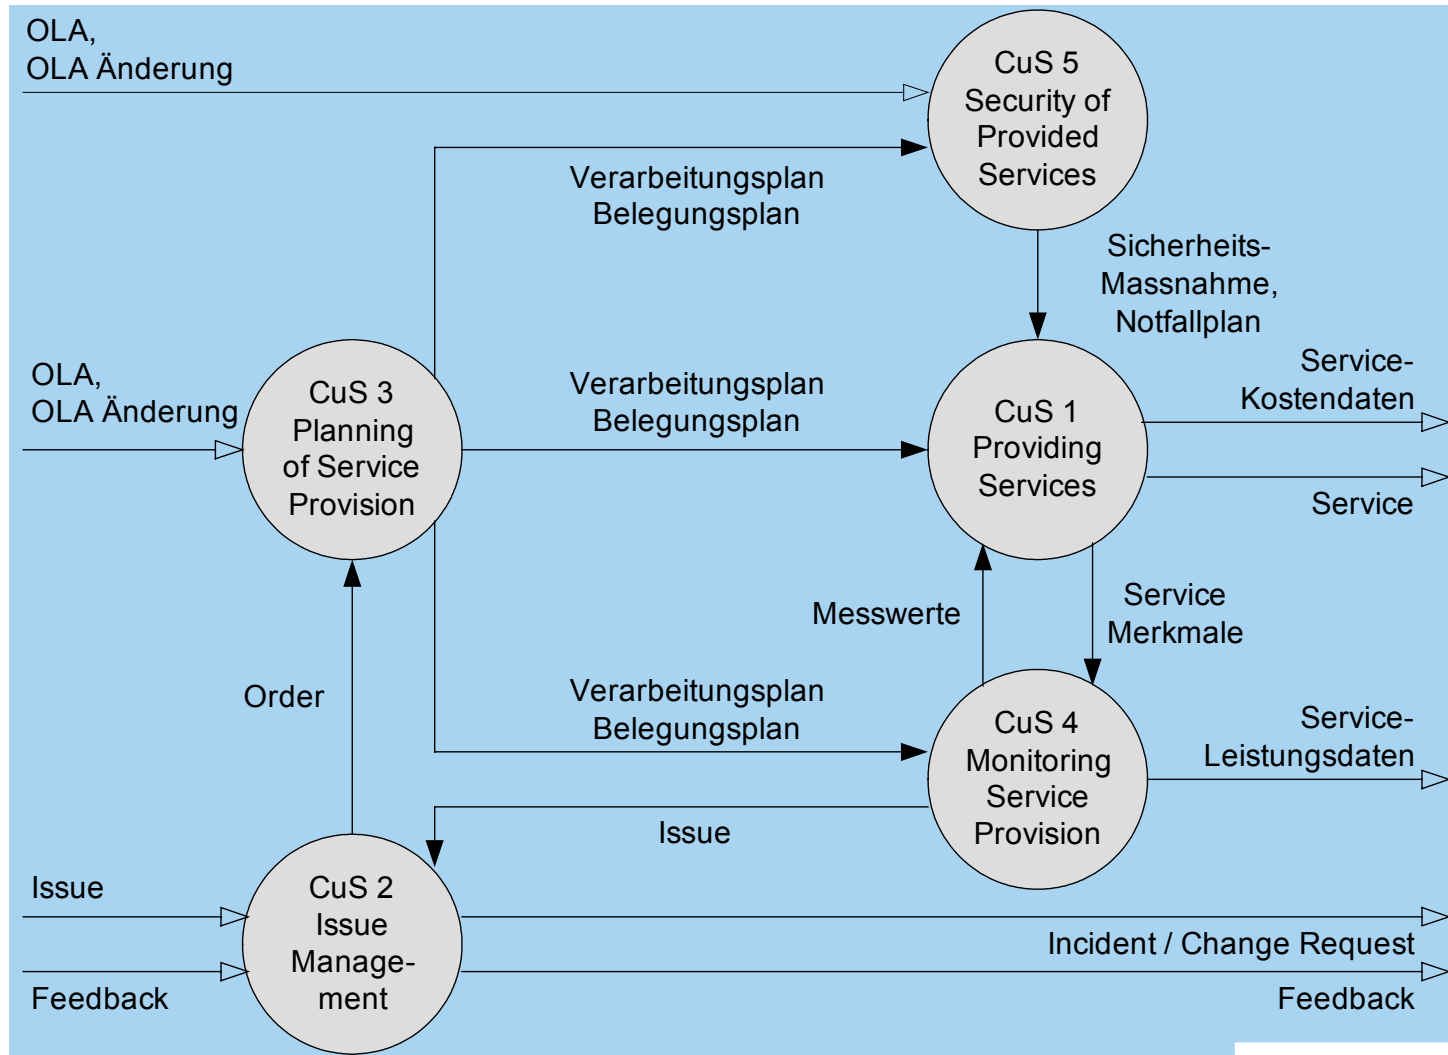 OLA,
OLA Änderung
CuS 5
Security of
Provided
Services
Verarbeitungsplan
Belegungsplan
Sicherheits-
Massnahme,
Notfallplan
OLA,
OLA Änderung
CuS 3
Planning
of Service
Provision
Verarbeitungsplan
Belegungsplan
CuS 1
Providing
Services
Service-
Kostendaten
Service
Messwerte
Service
Merkmale
Order
Verarbeitungsplan
Belegungsplan
CuS 4
Monitoring
Service
Provision
Service-
Leistungsdaten
Issue
Issue
CuS 2
Issue
Manage-
ment
Incident / Change Request
Feedback
Feedback